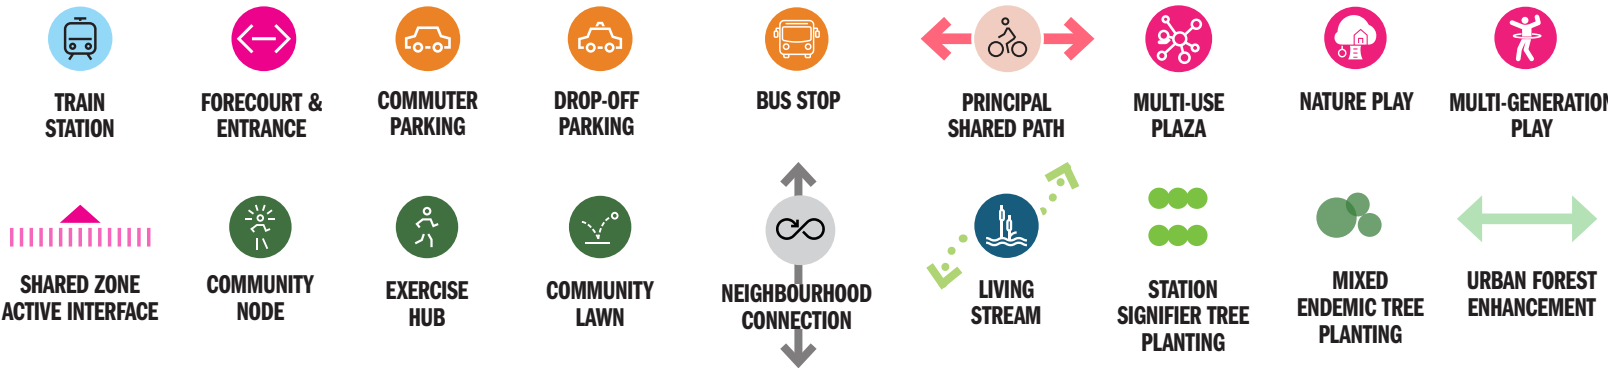 TRAIN
STATION
FORECOURT &
ENTRANCE
COMMUTER
PARKING
DROP-OFF
PARKING
BUS STOP
PRINCIPAL
SHARED PATH
MULTI-USE
PLAZA
NATURE PLAY
MULTI-GENERATION
PLAY
SHARED ZONE
ACTIVE INTERFACE
COMMUNITY
NODE
EXERCISE
HUB
COMMUNITY
LAWN
NEIGHBOURHOOD
CONNECTION
LIVING
STREAM
STATION
SIGNIFIER TREE
PLANTING
MIXED
ENDEMIC TREE
PLANTING
URBAN FOREST
ENHANCEMENT